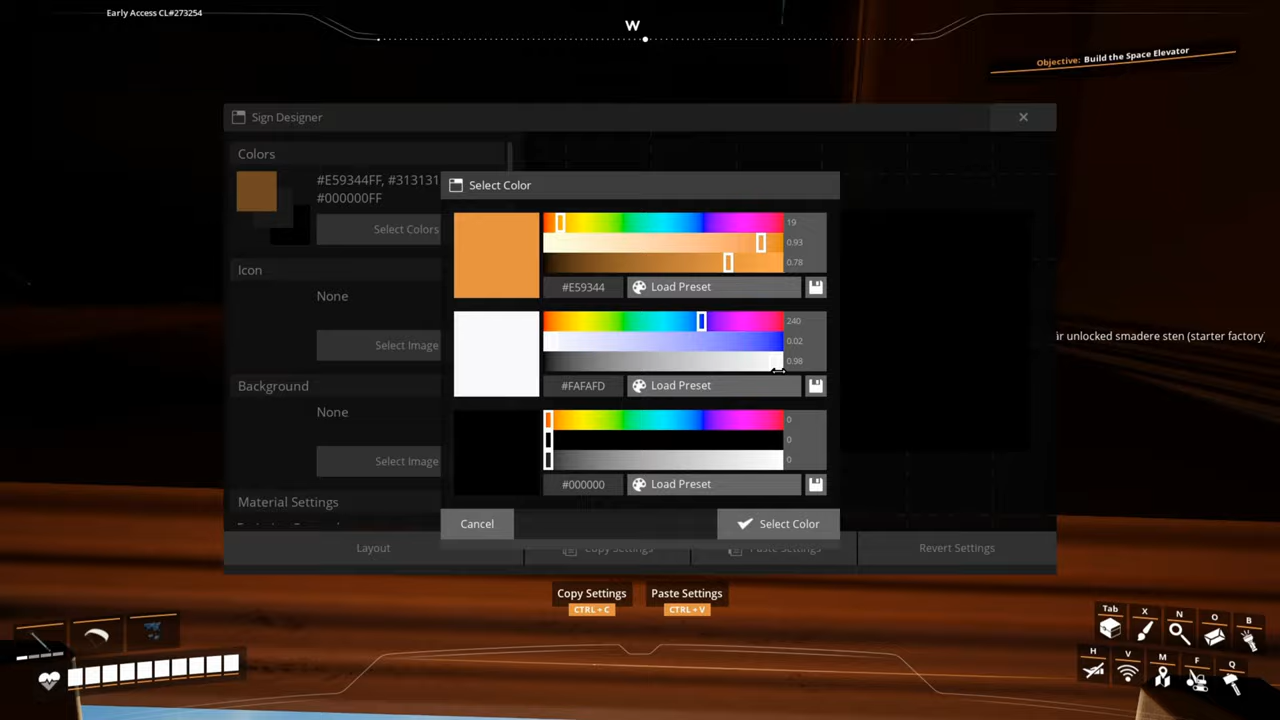 Early Access CL#273254
W
Objective: Build the Space Elevator
Sign Designer
Colors
#E59344FF, #313131
#000000FF
Select Colors
Icon
None
Select Image
Background
None
Select Image
Material Settings
Select Color
19
0.93
0.78
#E59344
Load Preset
240
0.02
0.98
#FAFAFD
Load Preset
0
0
0
#000000
Load Preset
Cancel
Select Color
är unlocked smadere sten (starter factory)
Layout
Copy Settings
Paste Settings
Revert Settings
Copy Settings
CTRL + C
Paste Settings
CTRL + V
Tab
X
N
O
B
H
V
M
F
Q